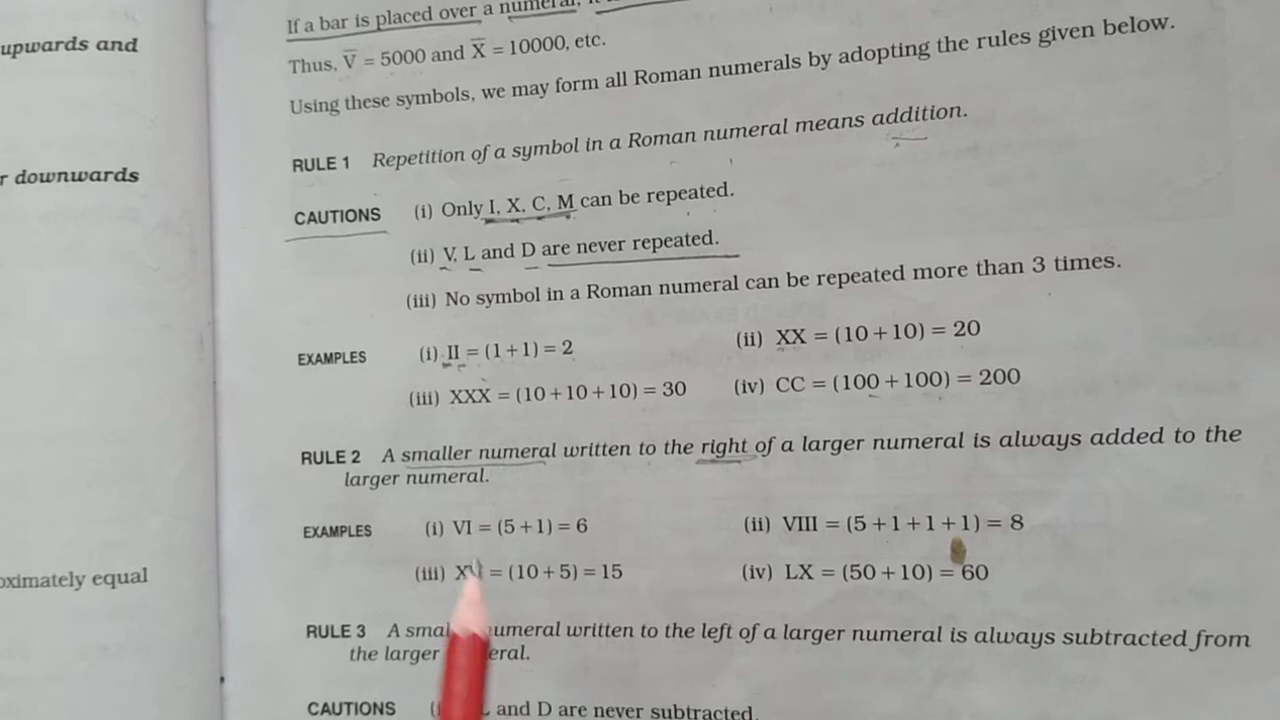 upwards and
r downwards
oximately equal
If a bar is placed over a numeral, it
Thus, V̅ = 5000 and X̅ = 10000, etc.
Using these symbols, we may form all Roman numerals by adopting the rules given below.
RULE 1 Repetition of a symbol in a Roman numeral means addition.
CAUTIONS (i) Only I, X, C, M can be repeated.
(ii) V, L and D are never repeated.
(iii) No symbol in a Roman numeral can be repeated more than 3 times.
EXAMPLES (i) II = (1+1) = 2 (ii) XX = (10+10) = 20
(iii) XXX = (10+10+10) = 30 (iv) CC = (100+100) = 200
RULE 2 A smaller numeral written to the right of a larger numeral is always added to the
larger numeral.
EXAMPLES (i) VI = (5+1) = 6 (ii) VIII = (5+1+1+1) = 8
(iii) XV = (10+5) = 15 (iv) LX = (50+10) = 60
RULE 3 A smal umeral written to the left of a larger numeral is always subtracted from
the larger eral.
CAUTIONS and D are never subtracted.